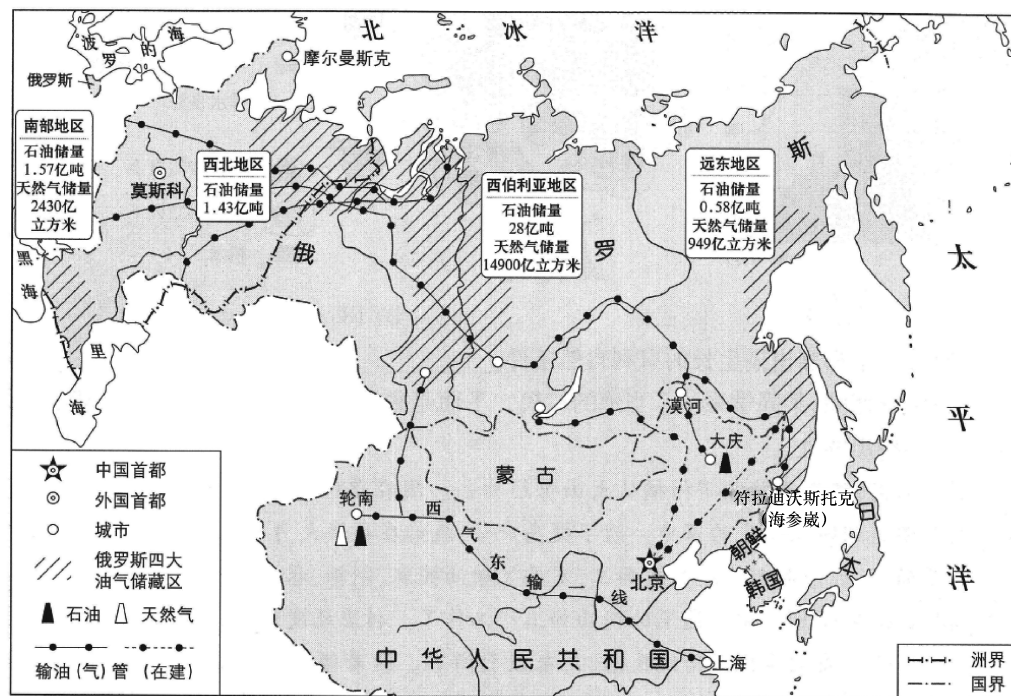 北 冰 洋
波罗的海
摩尔曼斯克
俄罗斯
南部地区
石油储量
1.57亿吨
天然气储量
2430亿
立方米
莫斯科
西北地区
石油储量
1.43亿吨
西伯利亚地区
石油储量
28亿吨
天然气储量
14900亿立方米
远东地区
石油储量
0.58亿吨
天然气储量
949亿立方米
俄 罗 斯
黑海
里海
太平洋
漠河
大庆
蒙古
符拉迪沃斯托克
(海参崴)
日本
朝鲜
韩国
轮南
西气东输一线
北京
上海
中华人民共和国
中国首都
外国首都
城市
俄罗斯四大
油气储藏区
石油 天然气
输油(气)管 (在建)
洲界
国界